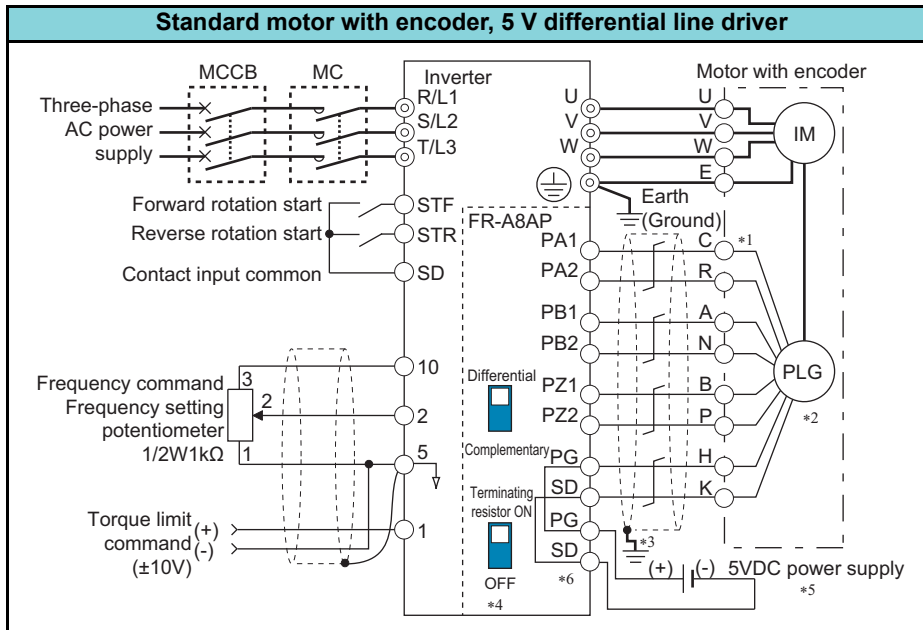 Standard motor with encoder, 5 V differential line driver
MCCB
MC
Inverter
Motor with encoder
Three-phase
AC power
supply
R/L1
S/L2
T/L3
U
V
W
U
V
W
E
IM
Earth
(Ground)
Forward rotation start
Reverse rotation start
Contact input common
STF
STR
SD
FR-A8AP
PA1
PA2
PB1
PB2
PZ1
PZ2
PG
SD
PG
SD
C
R
A
N
B
P
H
K
*1
PLG
*2
Differential
Complementary
Terminating
resistor ON
OFF
*4
*6
*3
Frequency command
Frequency setting
potentiometer
1/2W1kΩ
3
2
1
10
2
5
1
Torque limit
command
(±10V)
(+)
(-)
(+)
(-)
5VDC power supply
*5